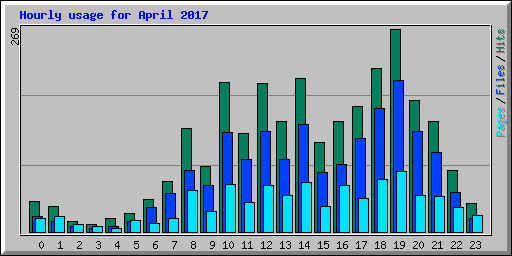 Hourly usage for April 2017
269
Pages/Files/Hits
0 1 2 3 4 5 6 7 8 9 10 11 12 13 14 15 16 17 18 19 20 21 22 23